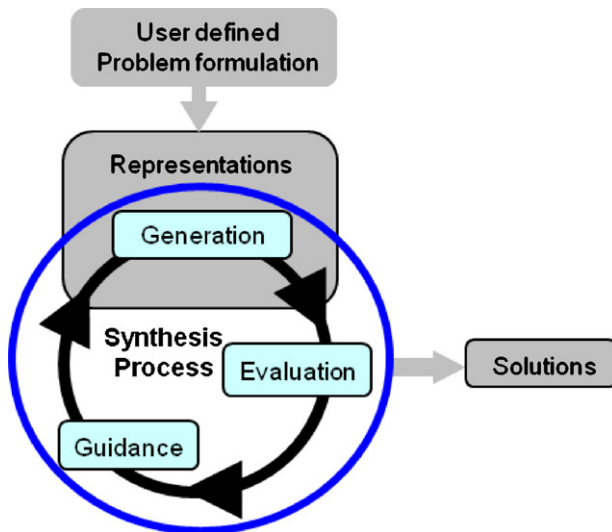 User defined
Problem formulation
Representations
Generation
Synthesis
Process
Evaluation
Solutions
Guidance